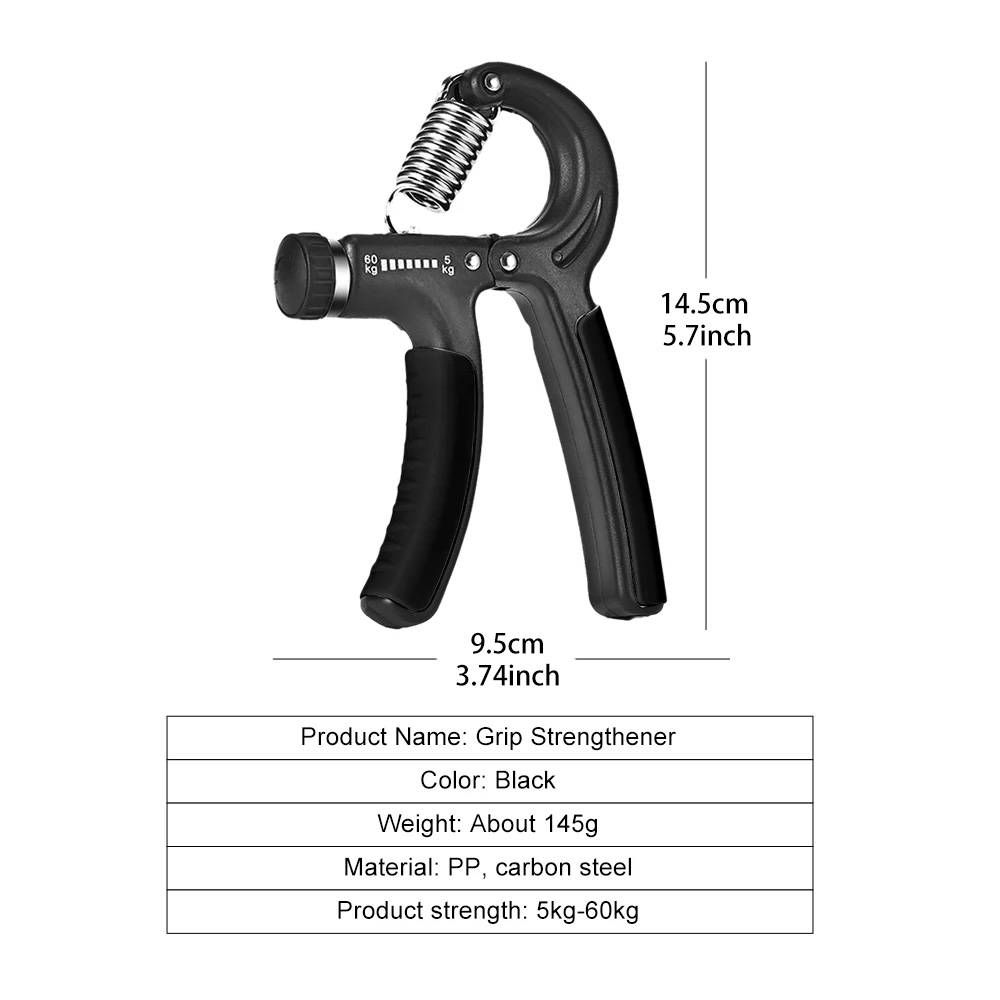 60 5
kg kg
14.5cm
5.7inch
9.5cm
3.74inch
Product Name: Grip Strengthener
Color: Black
Weight: About 145g
Material: PP, carbon steel
Product strength: 5kg-60kg